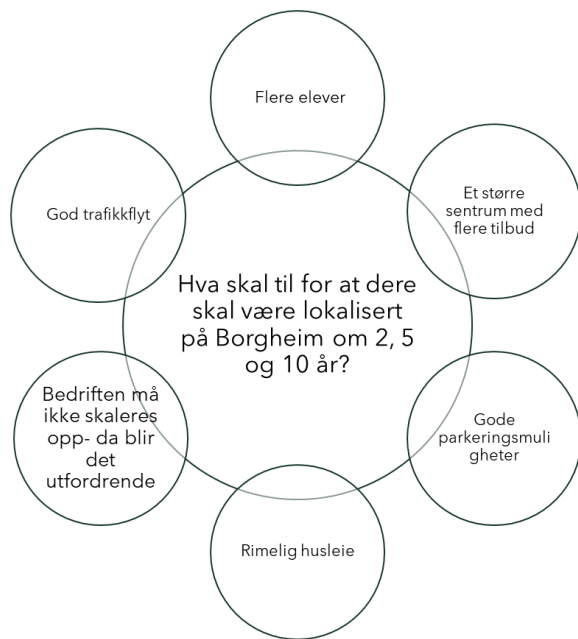 Flere elever
Et større
sentrum med
flere tilbud
God trafikkflyt
Hva skal til for at dere
skal være lokalisert
på Borgheim om 2, 5
og 10 år?
Bedriften må
ikke skaleres
opp- da blir
det
utfordrende
Gode
parkeringsmuli
gheter
Rimelig husleie